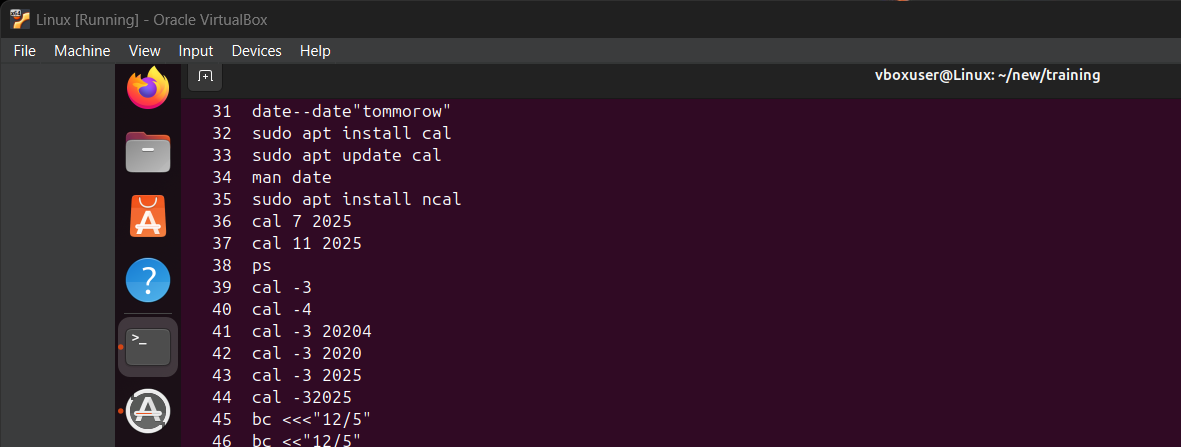 Linux [Running] - Oracle VirtualBox
File Machine View Input Devices Help
vboxuser@Linux: ~/new/training
31 date--date"tommorow"
32 sudo apt install cal
33 sudo apt update cal
34 man date
35 sudo apt install ncal
36 cal 7 2025
37 cal 11 2025
38 ps
39 cal -3
40 cal -4
41 cal -3 20204
42 cal -3 2020
43 cal -3 2025
44 cal -32025
45 bc <<<"12/5"
46 bc <<"12/5"